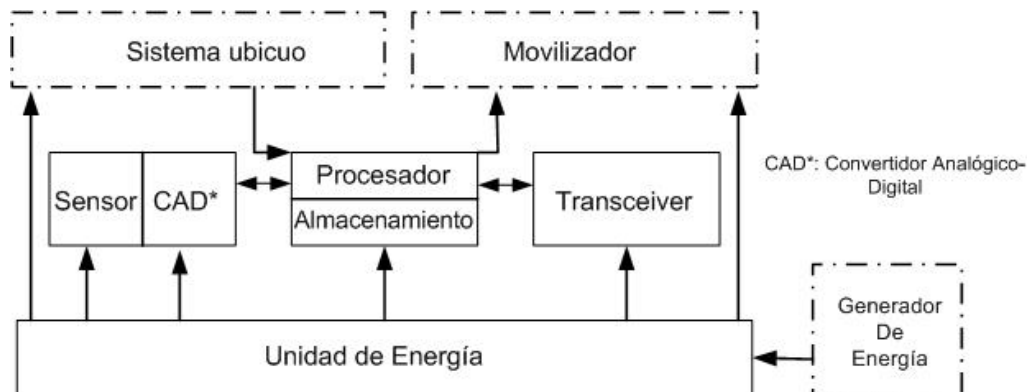 Sistema ubicuo
Movilizador
Procesador
Sensor
CAD*
Almacenamiento
Transceiver
CAD*: Convertidor Analógico-
Digital
Unidad de Energía
Generador
De
Energía